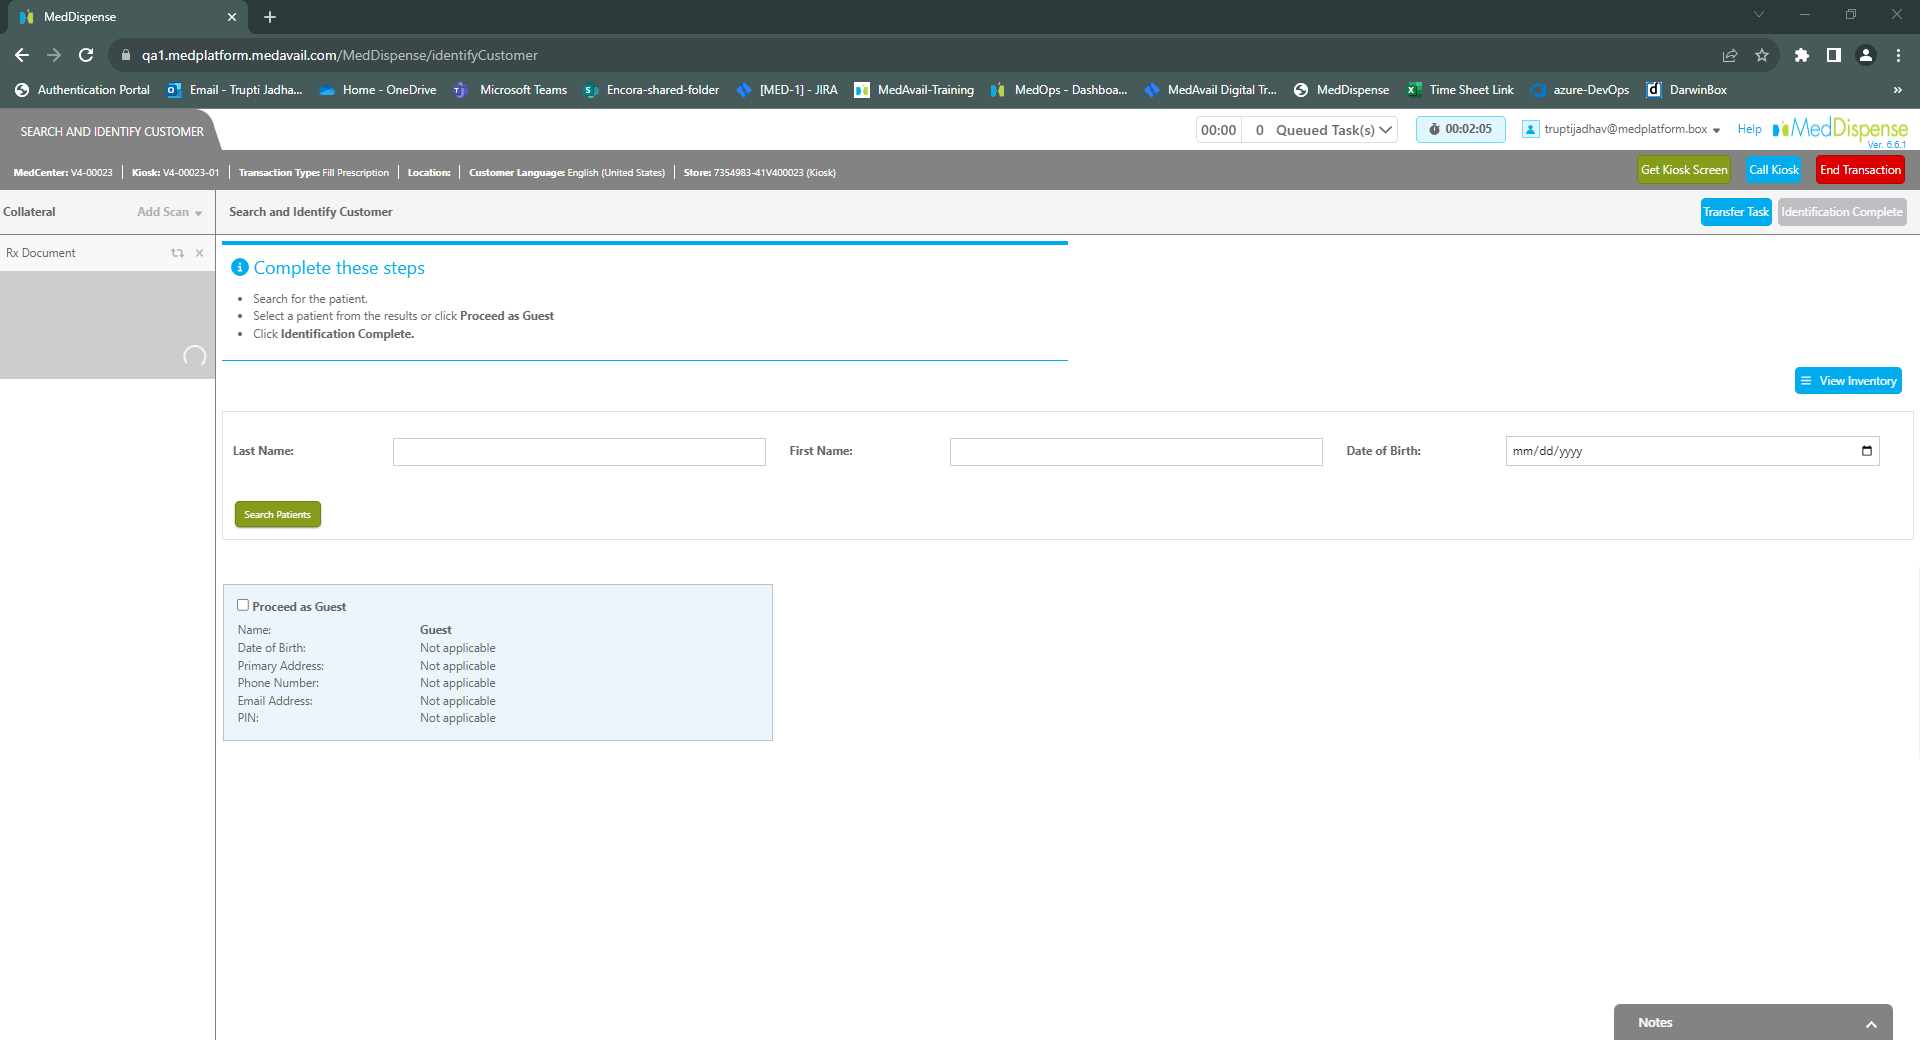 MedDispense
qa1.medplatform.medavail.com/MedDispense/identifyCustomer
Authentication Portal
Email - Trupti Jadha...
Home - OneDrive
Microsoft Teams
Encora-shared-folder
[MED-1] - JIRA
MedAvail-Training
MedOps - Dashboa...
MedAvail Digital Tr...
MedDispense
Time Sheet Link
azure-DevOps
DarwinBox
SEARCH AND IDENTIFY CUSTOMER
00:00 0 Queued Task(s)
00:02:05
truptijadhav@medplatform.box
Help
MedDispense
Ver. 6.6.1
MedCenter: V4-00023
Kiosk: V4-00023-01
Transaction Type: Fill Prescription
Location:
Customer Language: English (United States)
Store: 7354983-41V400023 (Kiosk)
Get Kiosk Screen
Call Kiosk
End Transaction
Collateral
Add Scan
Search and Identify Customer
Transfer Task
Identification Complete
Rx Document
Complete these steps
Search for the patient.
Select a patient from the results or click Proceed as Guest
Click Identification Complete.
View Inventory
Last Name:
First Name:
Date of Birth:
mm/dd/yyyy
Search Patients
Proceed as Guest
Name: Guest
Date of Birth: Not applicable
Primary Address: Not applicable
Phone Number: Not applicable
Email Address: Not applicable
PIN: Not applicable
Notes